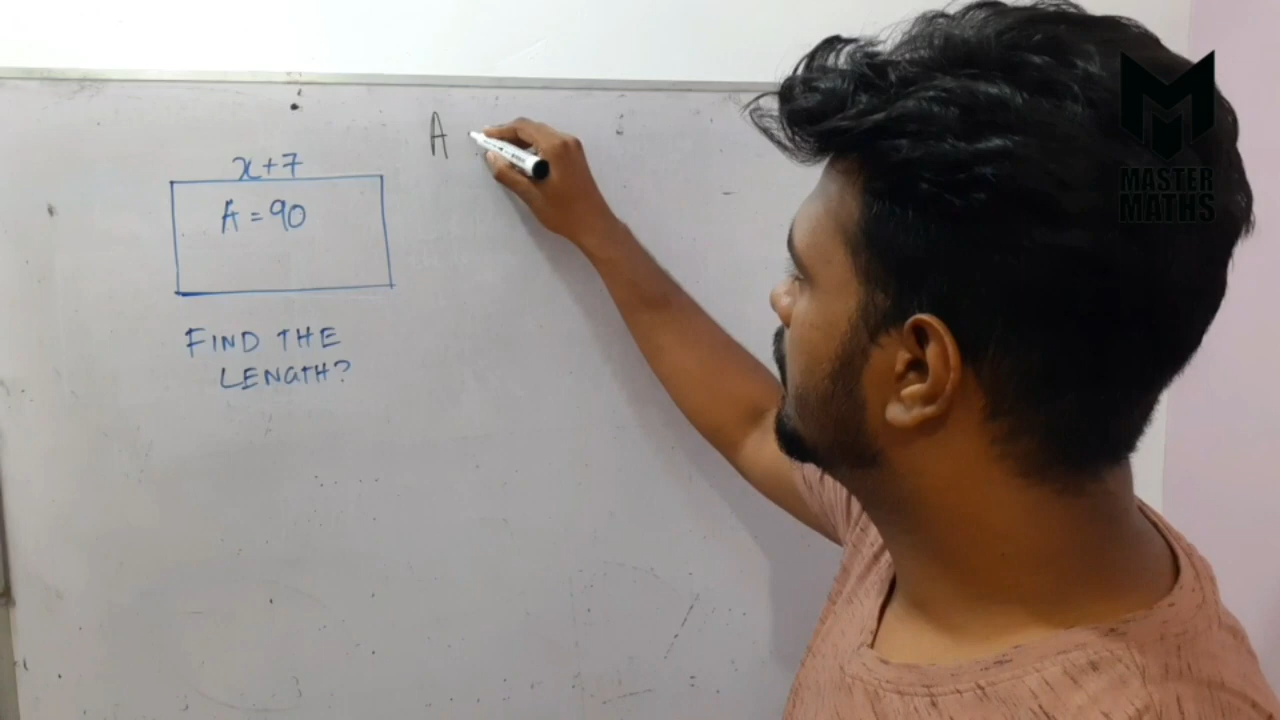 A
x+7
A = 90
FIND THE
LENGTH?
MASTER
MATHS